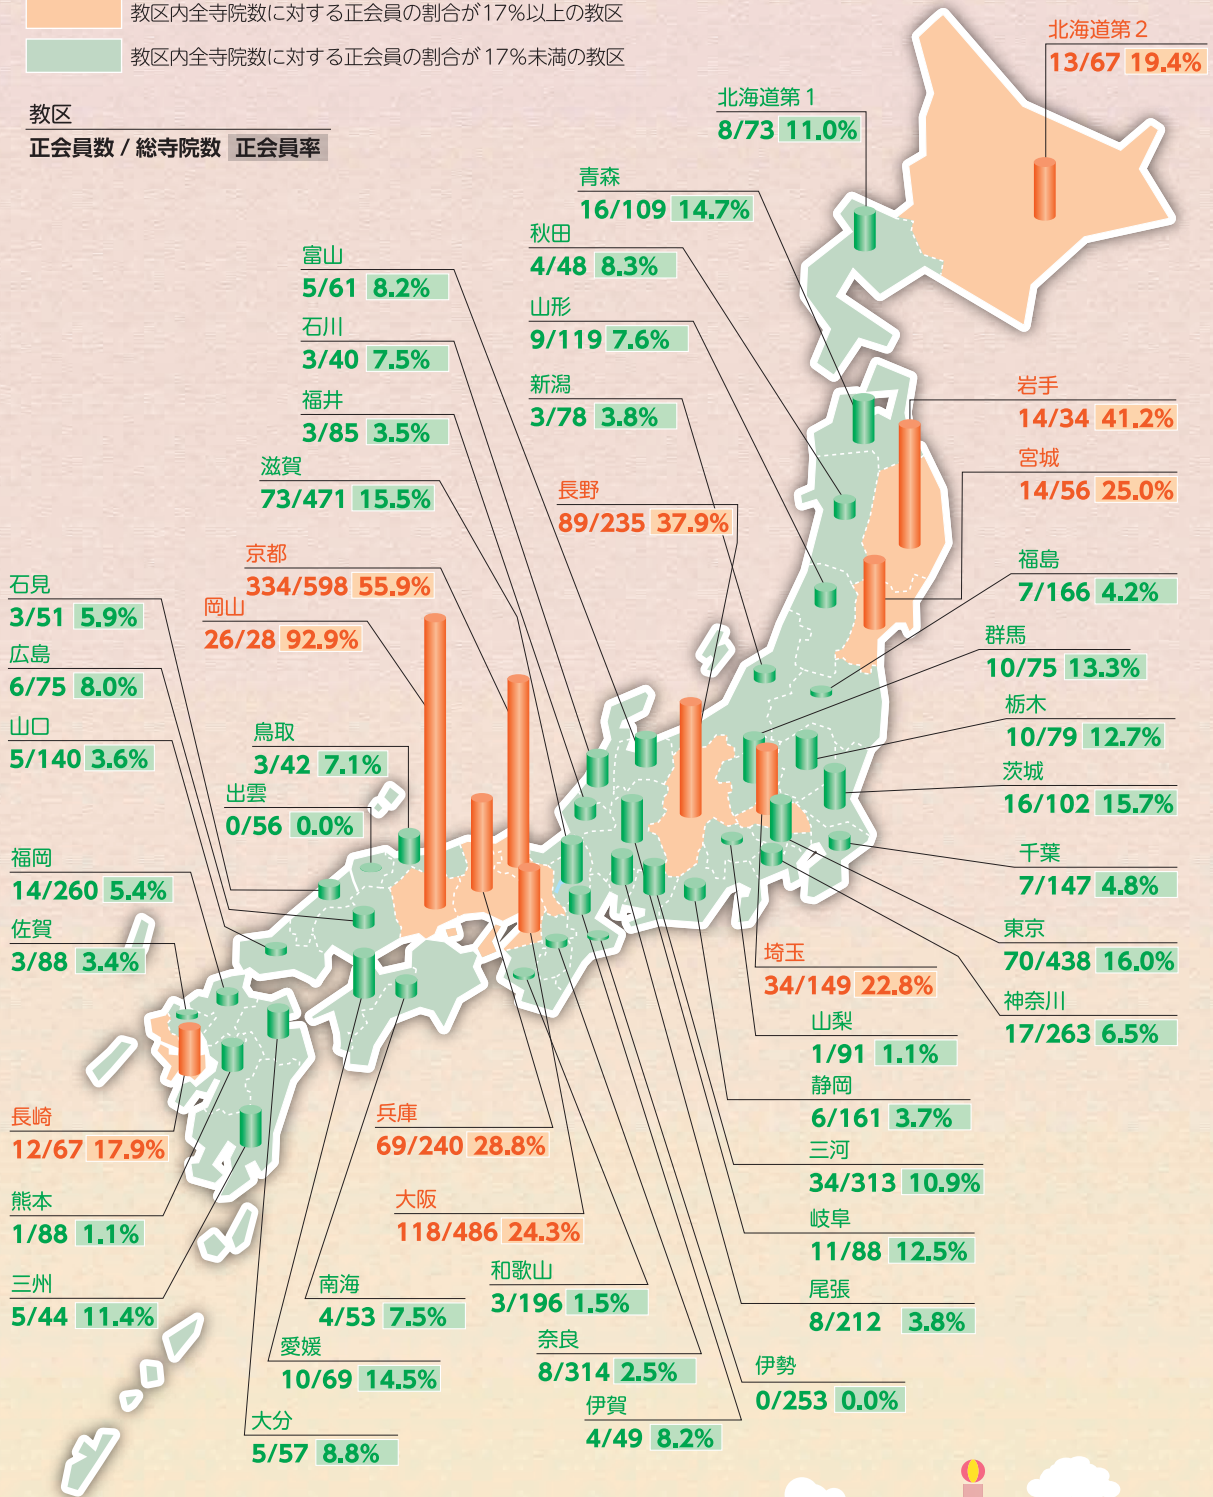 教区内全寺院数に対する正会員の割合が17%以上の教区
教区内全寺院数に対する正会員の割合が17%未満の教区
教区
正会員数 / 総寺院数 正会員率
北海道第2
13/67 19.4%
北海道第1
8/73 11.0%
青森
16/109 14.7%
秋田
4/48 8.3%
山形
9/119 7.6%
新潟
3/78 3.8%
富山
5/61 8.2%
石川
3/40 7.5%
福井
3/85 3.5%
滋賀
73/471 15.5%
長野
89/235 37.9%
京都
334/598 55.9%
岡山
26/28 92.9%
岩手
14/34 41.2%
宮城
14/56 25.0%
福島
7/166 4.2%
群馬
10/75 13.3%
栃木
10/79 12.7%
茨城
16/102 15.7%
千葉
7/147 4.8%
東京
70/438 16.0%
神奈川
17/263 6.5%
石見
3/51 5.9%
広島
6/75 8.0%
山口
5/140 3.6%
鳥取
3/42 7.1%
出雲
0/56 0.0%
福岡
14/260 5.4%
佐賀
3/88 3.4%
埼玉
34/149 22.8%
山梨
1/91 1.1%
静岡
6/161 3.7%
三河
34/313 10.9%
岐阜
11/88 12.5%
尾張
8/212 3.8%
長崎
12/67 17.9%
熊本
1/88 1.1%
三州
5/44 11.4%
兵庫
69/240 28.8%
大阪
118/486 24.3%
和歌山
3/196 1.5%
南海
4/53 7.5%
愛媛
10/69 14.5%
奈良
8/314 2.5%
伊勢
0/253 0.0%
伊賀
4/49 8.2%
大分
5/57 8.8%